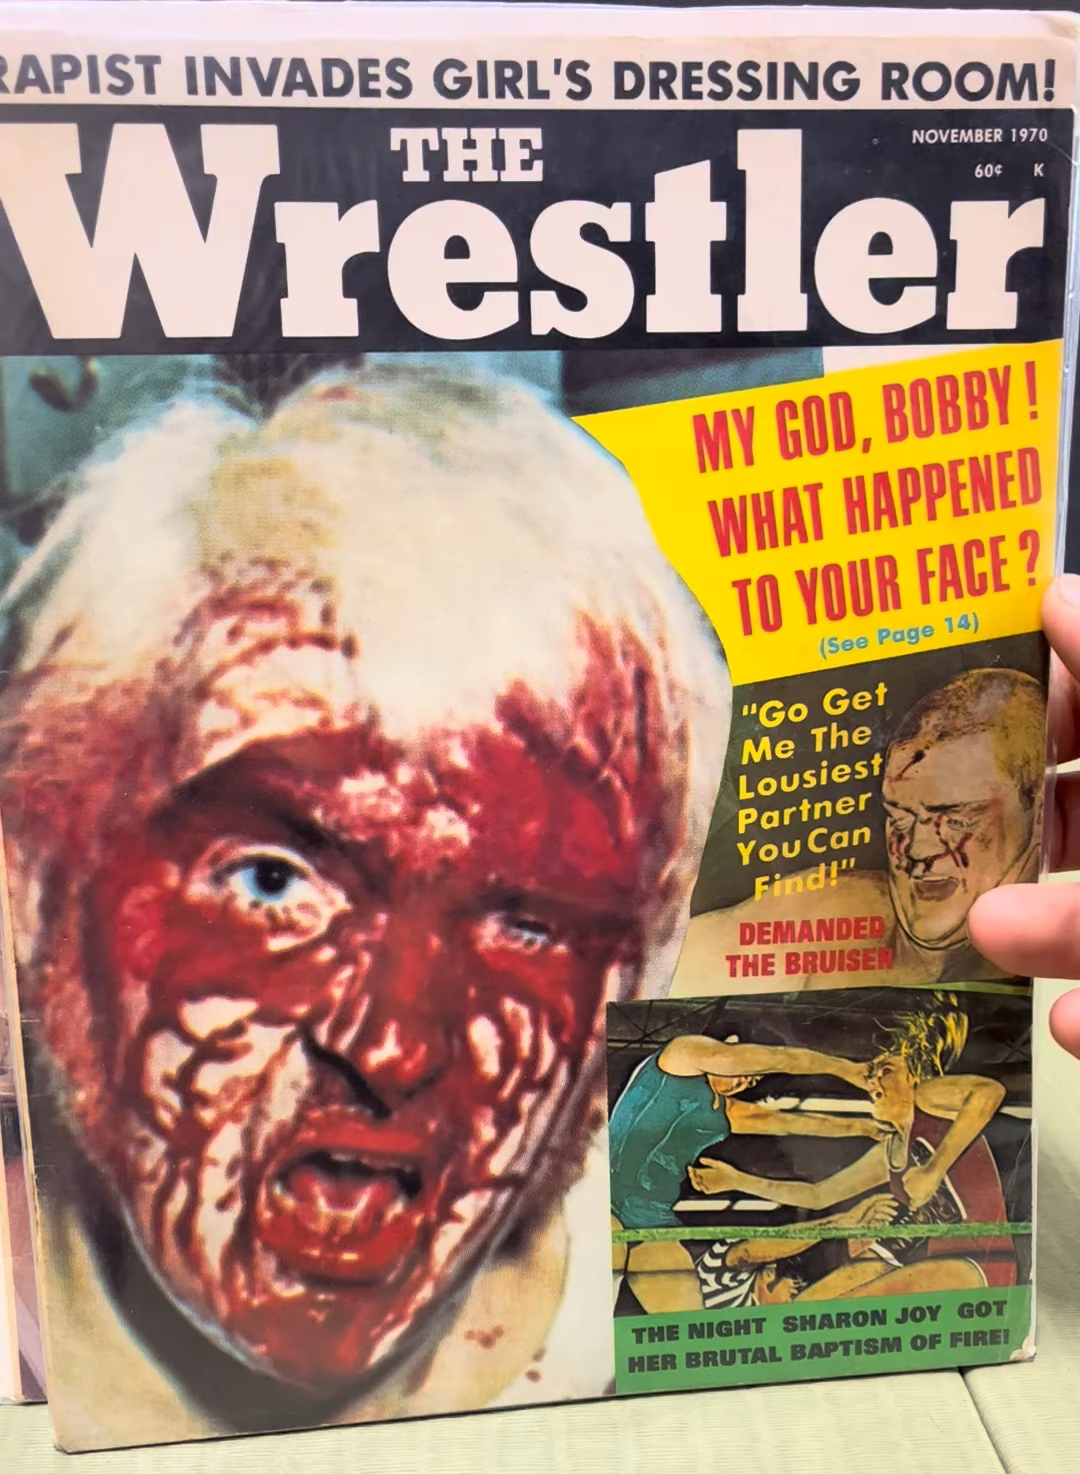 RAPIST INVADES GIRL'S DRESSING ROOM!
THE
Wrestler
NOVEMBER 1970
60¢ K
MY GOD, BOBBY!
WHAT HAPPENED
TO YOUR FACE?
(See Page 14)
"Go Get
Me The
Lousiest
Partner
You Can
Find!"
DEMANDED
THE BRUISER
THE NIGHT SHARON JOY GOT
HER BRUTAL BAPTISM OF FIRE!